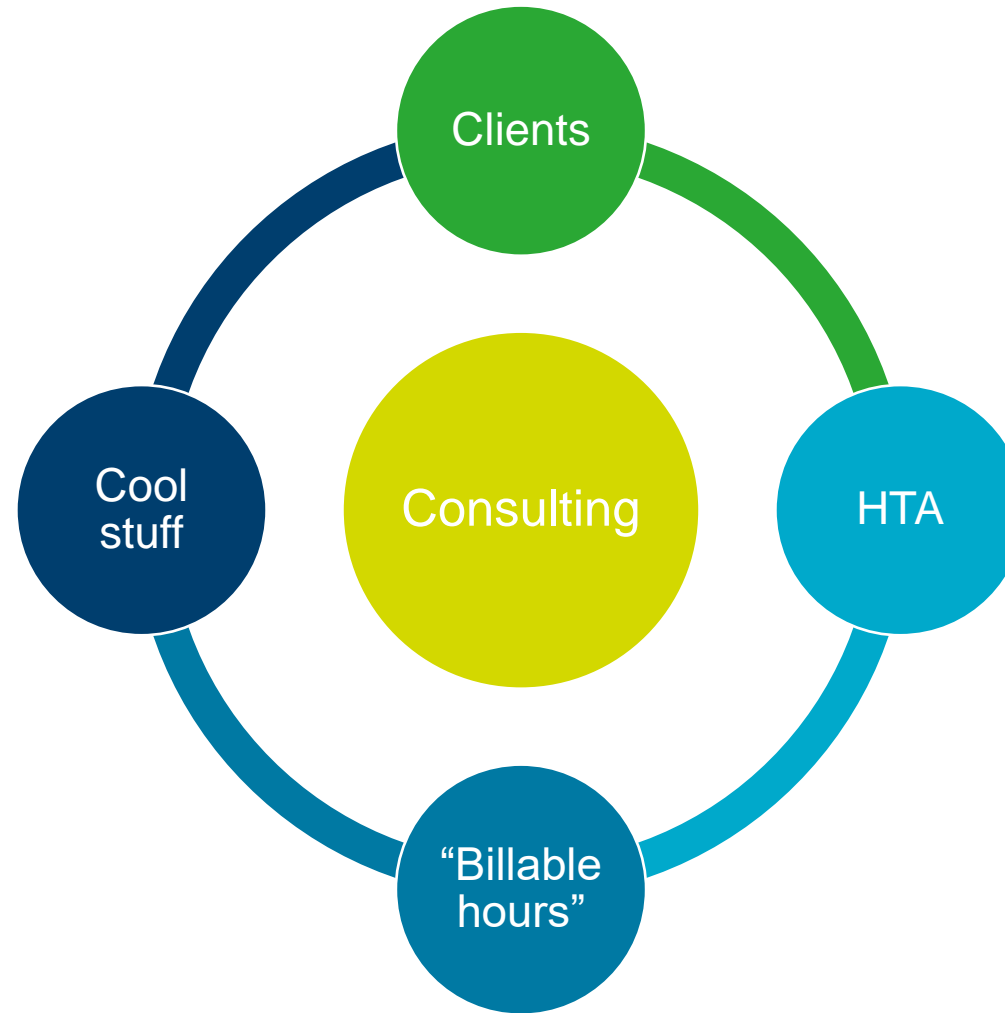 Clients
Cool
stuff
Consulting
HTA
“Billable
hours”